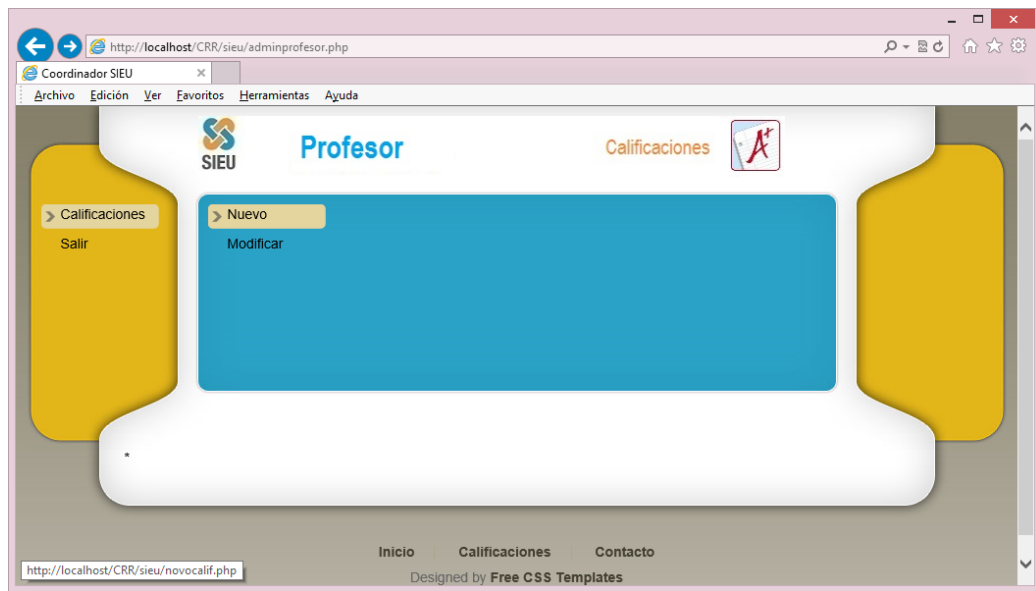 http://localhost/CRR/sieu/adminprofesor.php
Coordinador SIEU
Archivo Edición Ver Favoritos Herramientas Ayuda
SIEU
Profesor
Calificaciones
A+
Calificaciones
Salir
Nuevo
Modificar
*
Inicio Calificaciones Contacto
Designed by Free CSS Templates
http://localhost/CRR/sieu/novocalif.php